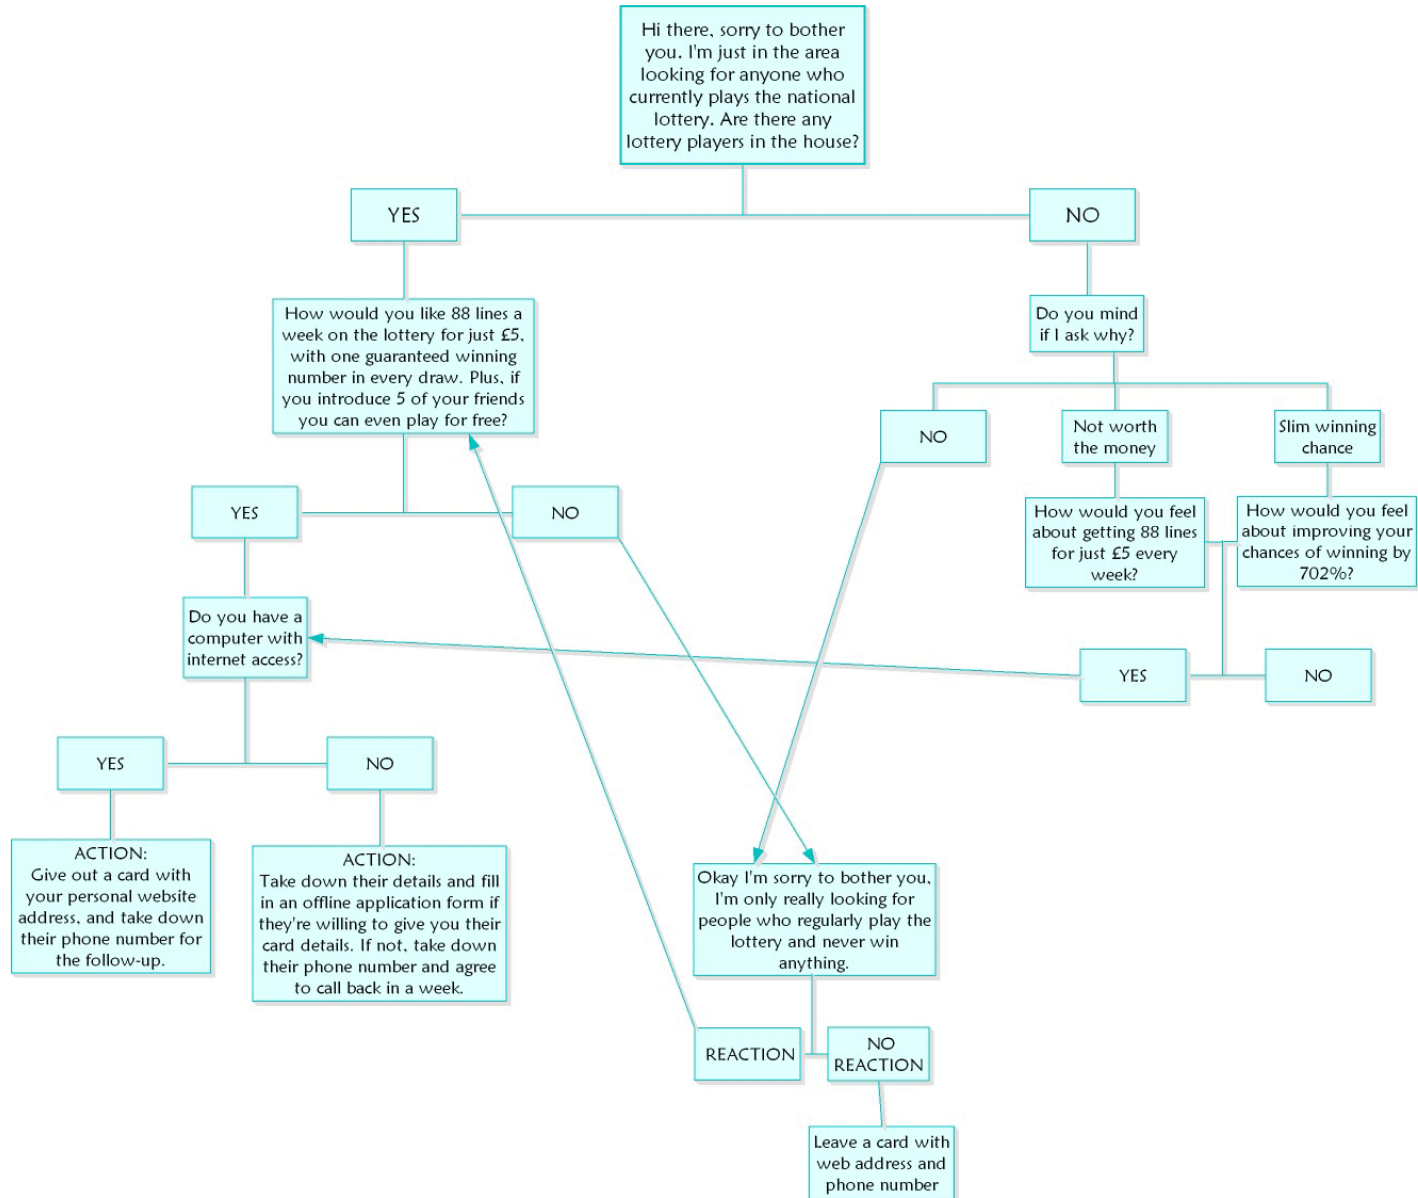 Hi there, sorry to bother
you. I'm just in the area
looking for anyone who
currently plays the national
lottery. Are there any
lottery players in the house?
YES
NO
How would you like 88 lines a
week on the lottery for just £5,
with one guaranteed winning
number in every draw. Plus, if
you introduce 5 of your friends
you can even play for free?
Do you mind
if I ask why?
NO
Not worth
the money
Slim winning
chance
YES
NO
How would you feel
about getting 88 lines
for just £5 every
week?
How would you feel
about improving your
chances of winning by
702%?
Do you have a
computer with
internet access?
YES
NO
YES
NO
ACTION:
Give out a card with
your personal website
address, and take down
their phone number for
the follow-up.
ACTION:
Take down their details and fill
in an offline application form if
they're willing to give you their
card details. If not, take down
their phone number and agree
to call back in a week.
Okay I'm sorry to bother you,
I'm only really looking for
people who regularly play the
lottery and never win
anything.
REACTION
NO
REACTION
Leave a card with
web address and
phone number